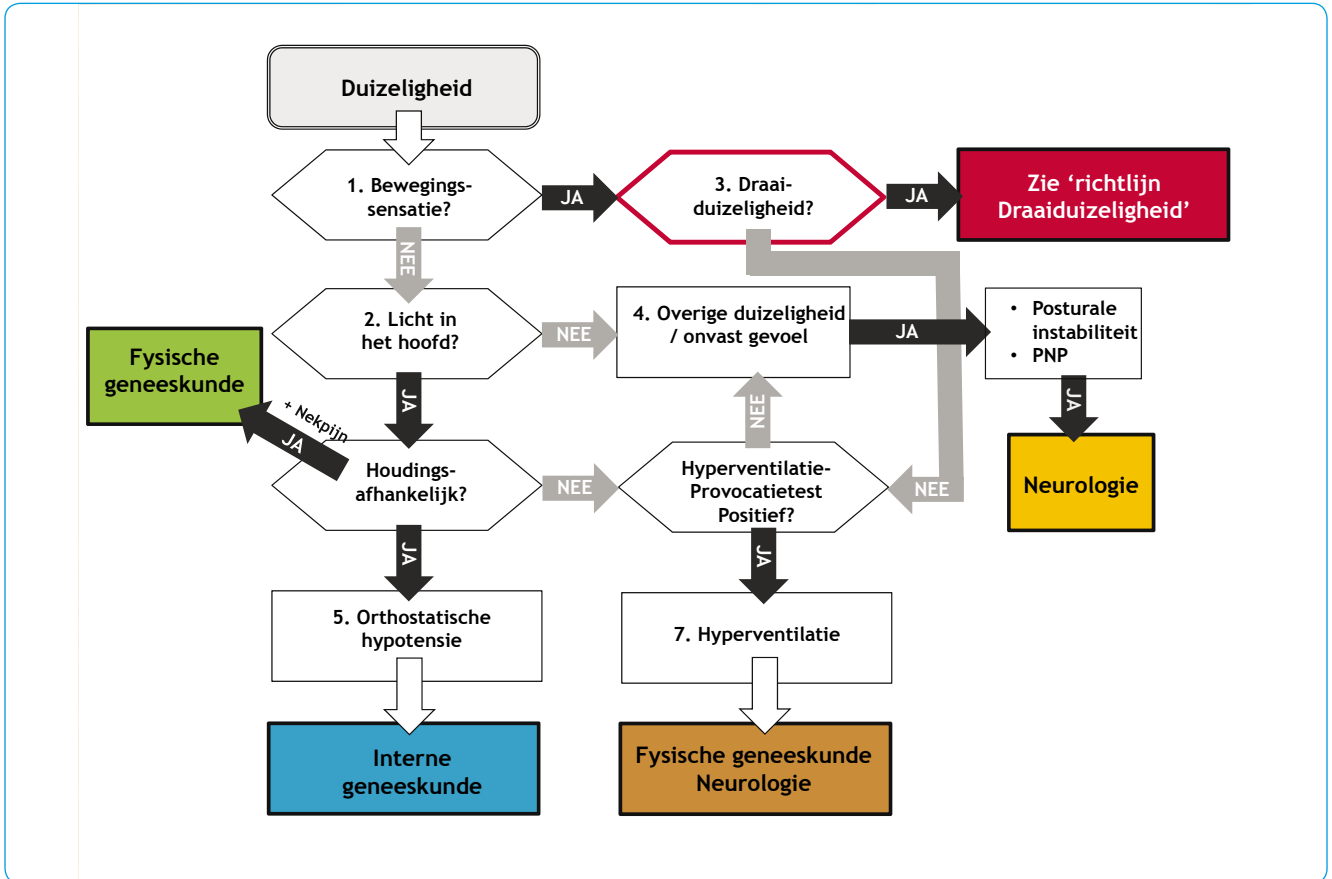 Duizeligheid
1. Bewegings-
sensatie?
JA
3. Draai-
duizeligheid?
JA
Zie ‘richtlijn
Draaiduizeligheid’
NEE
2. Licht in
het hoofd?
NEE
4. Overige duizeligheid
/ onvast gevoel
JA
• Posturale
instabiliteit
• PNP
Fysische
geneeskunde
+ Nekpijn
JA
JA
NEE
JA
Houdings-
afhankelijk?
NEE
Hyperventilatie-
Provocatietest
Positief?
NEE
Neurologie
JA
JA
5. Orthostatische
hypotensie
7. Hyperventilatie
Interne
geneeskunde
Fysische geneeskunde
Neurologie